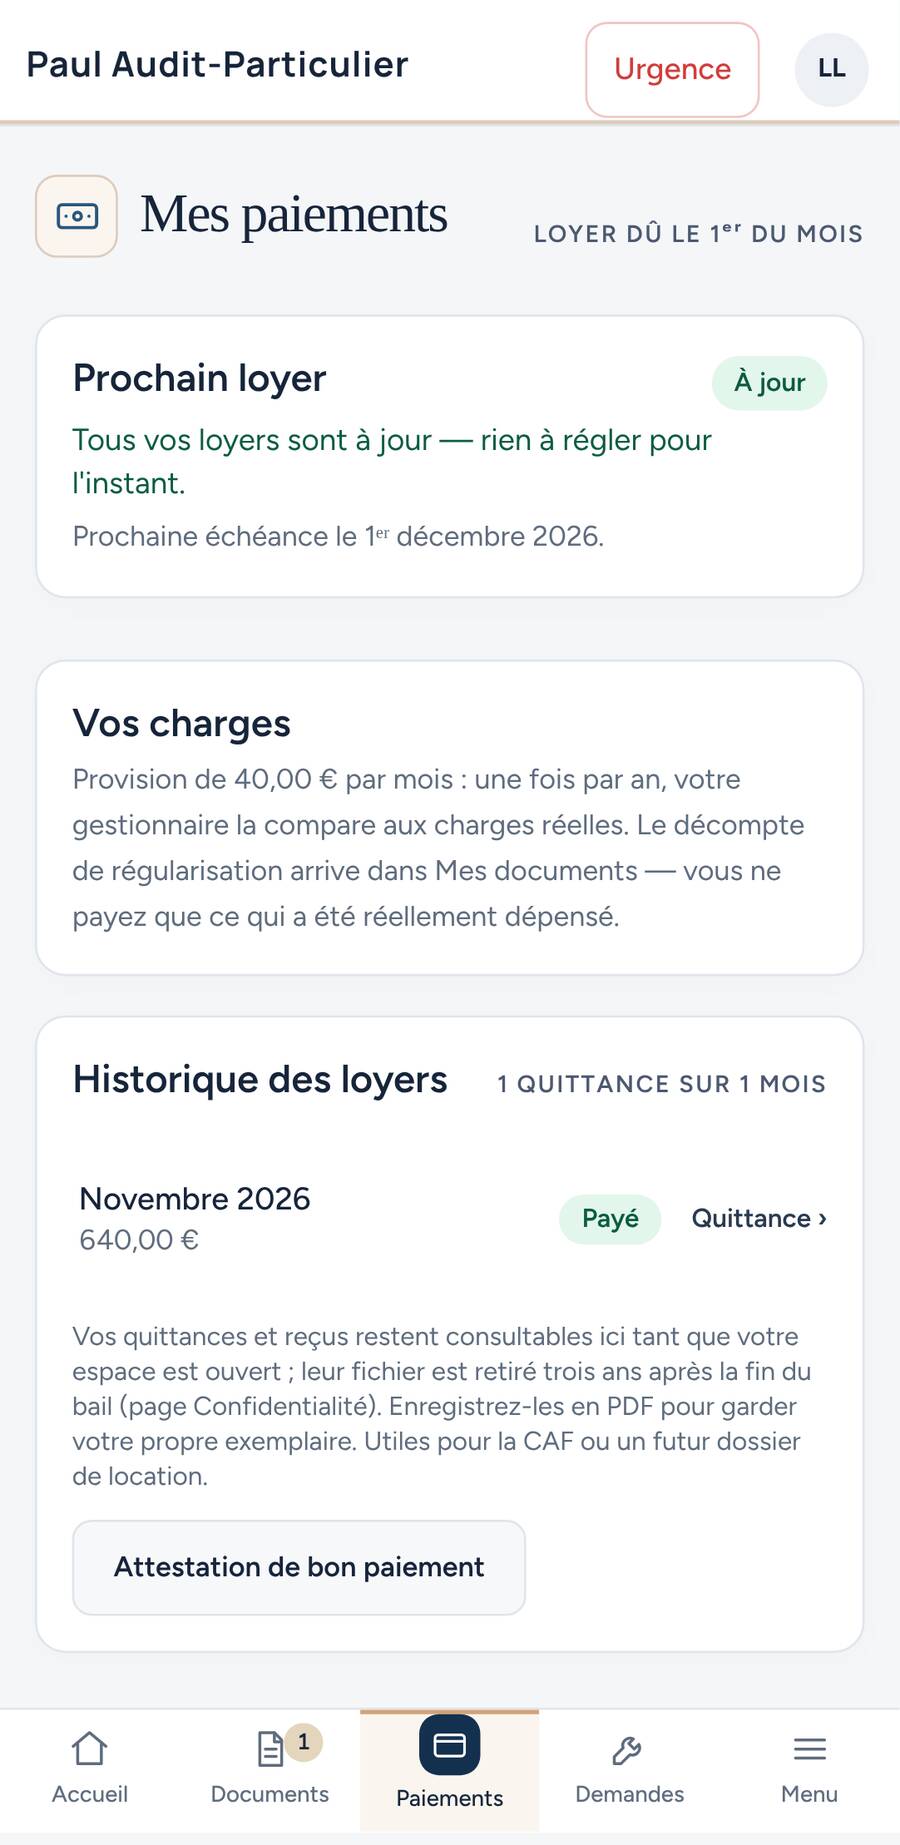 Paul Audit-Particulier
Urgence
LL
Mes paiements
LOYER DÛ LE 1ᵉʳ DU MOIS
Prochain loyer
À jour
Tous vos loyers sont à jour — rien à régler pour
l'instant.
Prochaine échéance le 1ᵉʳ décembre 2026.
Vos charges
Provision de 40,00 € par mois : une fois par an, votre
gestionnaire la compare aux charges réelles. Le décompte
de régularisation arrive dans Mes documents — vous ne
payez que ce qui a été réellement dépensé.
Historique des loyers
1 QUITTANCE SUR 1 MOIS
Novembre 2026
640,00 €
Payé
Quittance ›
Vos quittances et reçus restent consultables ici tant que votre
espace est ouvert ; leur fichier est retiré trois ans après la fin du
bail (page Confidentialité). Enregistrez-les en PDF pour garder
votre propre exemplaire. Utiles pour la CAF ou un futur dossier
de location.
Attestation de bon paiement
1
Accueil
Documents
Paiements
Demandes
Menu